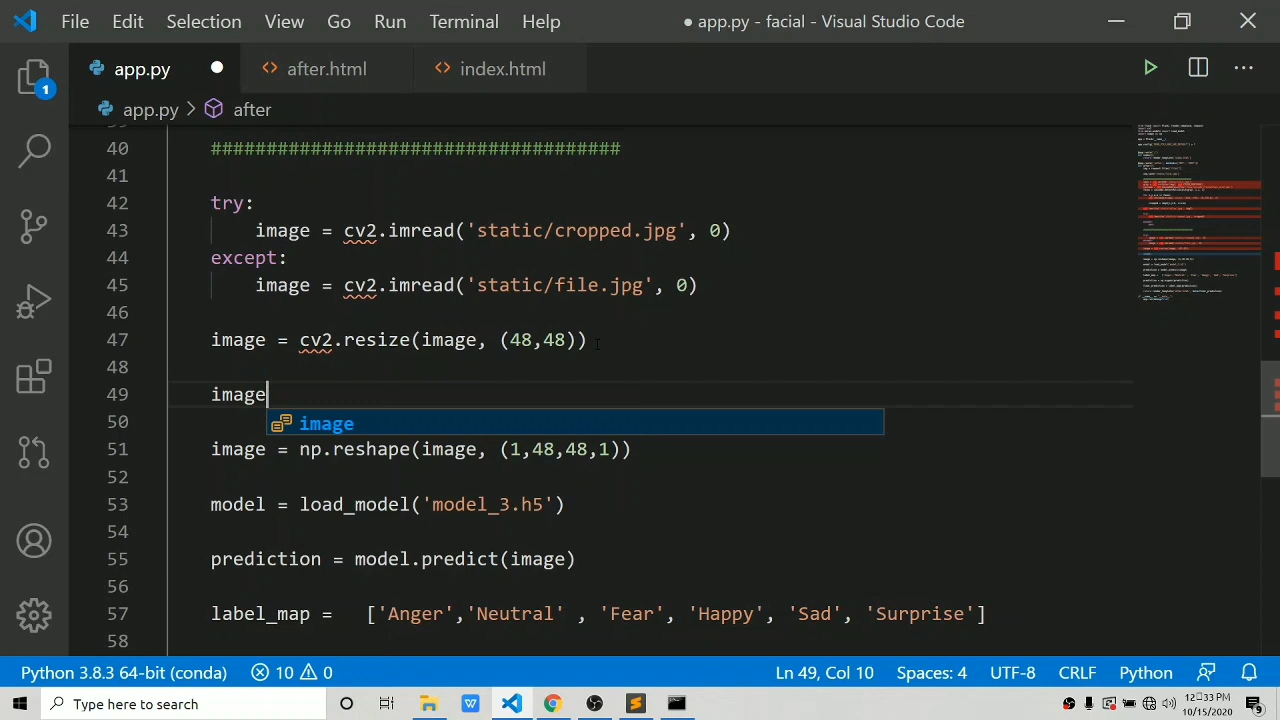 File Edit Selection View Go Run Terminal Help
● app.py - facial - Visual Studio Code
app.py ● after.html index.html
app.py > after
40 #####################################
41
42 try:
43 image = cv2.imread('static/cropped.jpg', 0)
44 except:
45 image = cv2.imread('static/file.jpg', 0)
46
47 image = cv2.resize(image, (48,48))
48
49 image
image
50
51 image = np.reshape(image, (1,48,48,1))
52
53 model = load_model('model_3.h5')
54
55 prediction = model.predict(image)
56
57 label_map = ['Anger','Neutral' , 'Fear', 'Happy', 'Sad', 'Surprise']
58
1
Python 3.8.3 64-bit (conda) 10 0 Ln 49, Col 10 Spaces: 4 UTF-8 CRLF Python
Type here to search
12:33 PM
10/15/2020
9